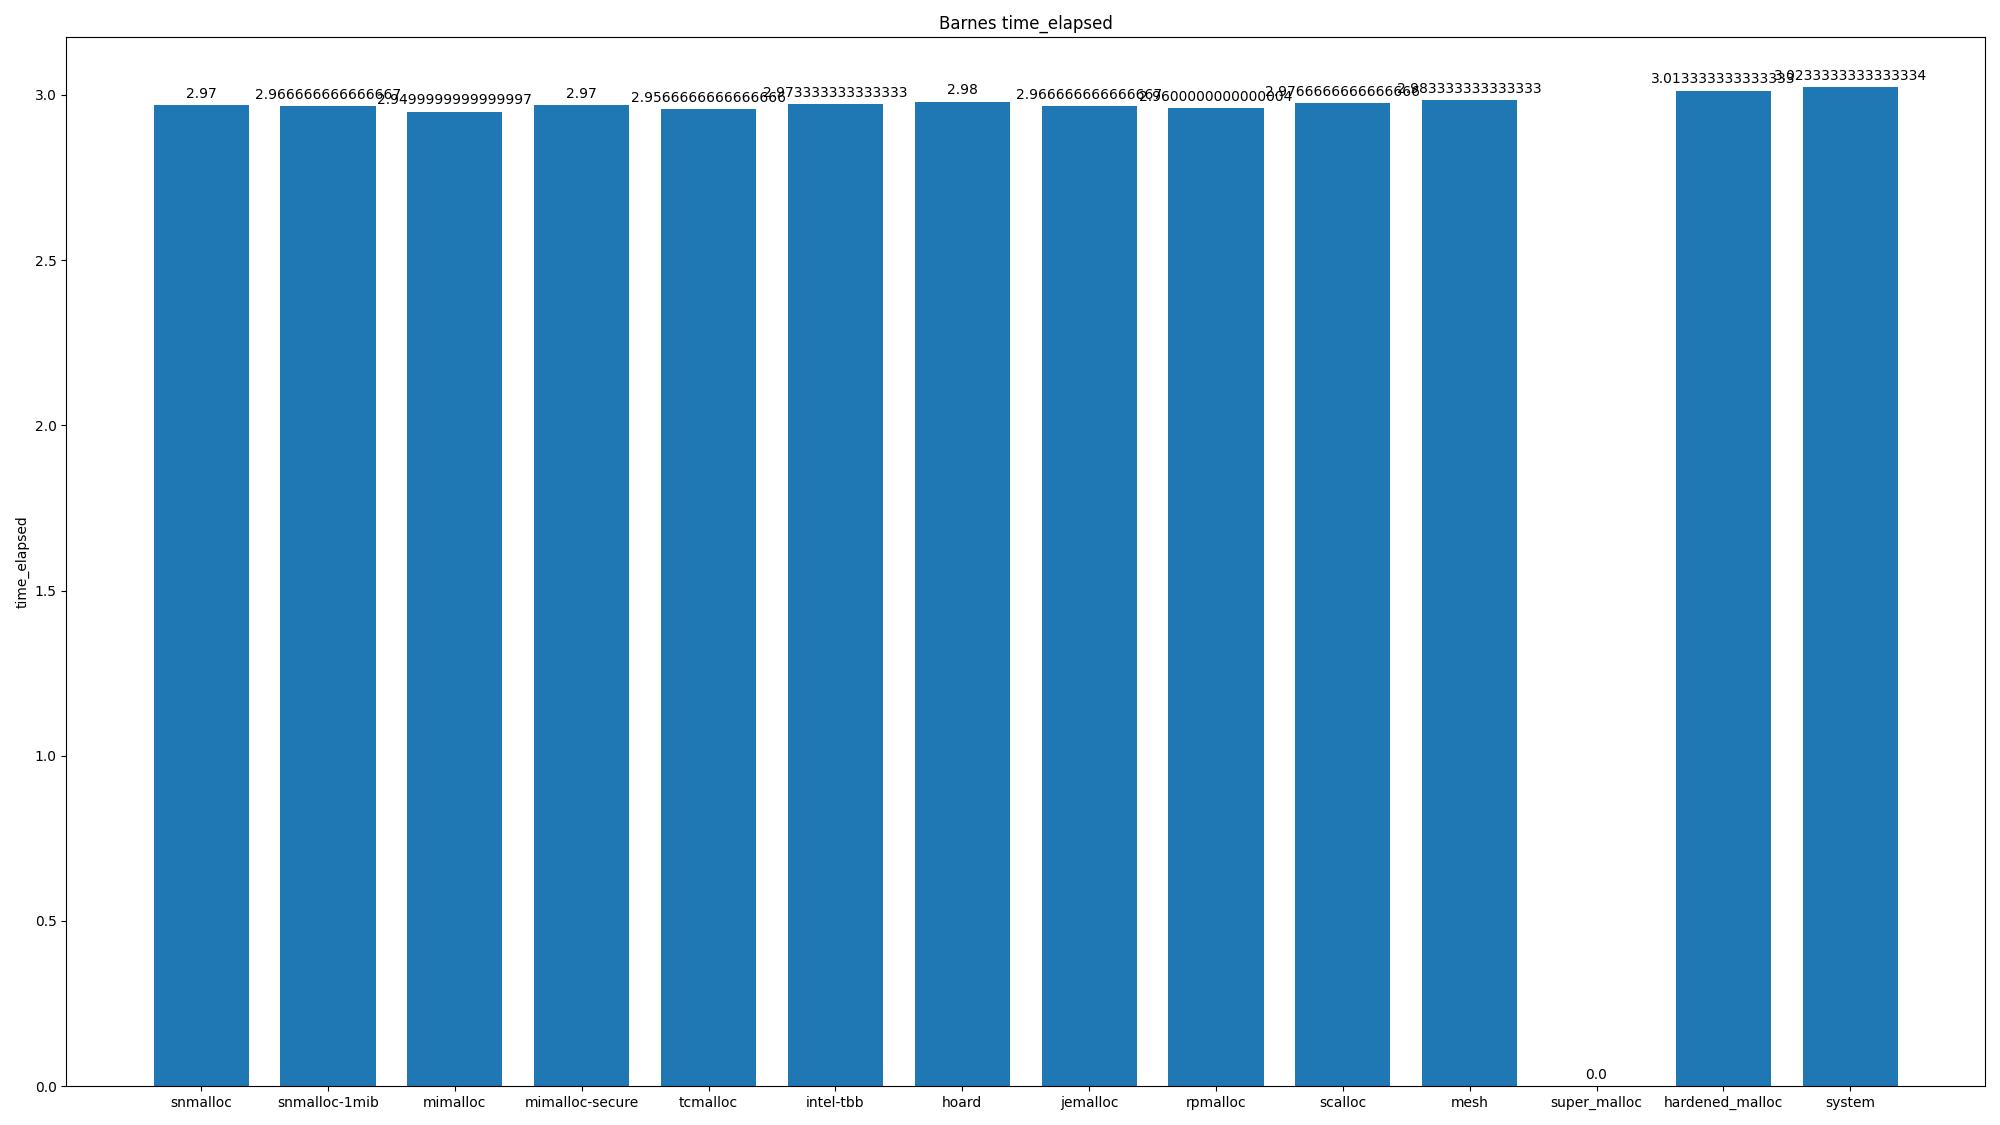 Barnes time_elapsed
3.0
2.5
2.0
1.5
1.0
0.5
0.0
time_elapsed
2.97
2.966666666666667
2.9499999999999997
2.97
2.9566666666666666
2.973333333333333
2.98
2.966666666666667
2.9600000000000004
2.9766666666666666
2.983333333333333
0.0
3.013333333333333
3.0233333333333334
snmalloc
snmalloc-1mib
mimalloc
mimalloc-secure
tcmalloc
intel-tbb
hoard
jemalloc
rpmalloc
scalloc
mesh
super_malloc
hardened_malloc
system